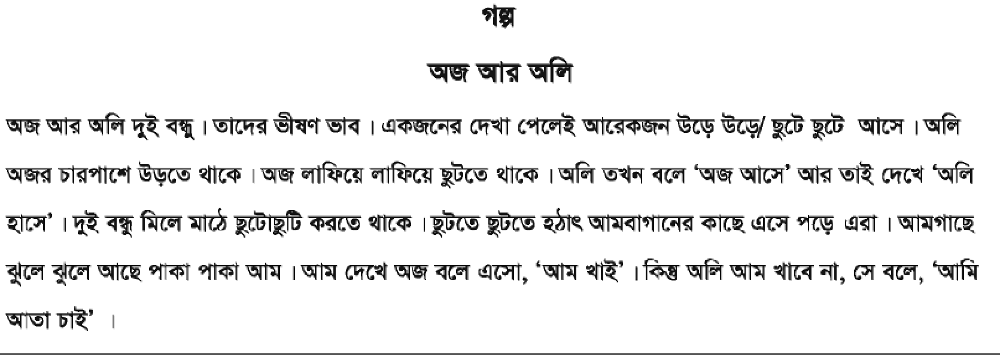 গল্প
অজ আর অলি
অজ আর অলি দুই বন্ধু । তাদের ভীষণ ভাব । একজনের দেখা পেলেই আরেকজন উড়ে উড়ে/ ছুটে ছুটে আসে । অলি
অজর চারপাশে উড়তে থাকে । অজ লাফিয়ে লাফিয়ে ছুটতে থাকে । অলি তখন বলে ‘অজ আসে’ আর তাই দেখে ‘অলি
হাসে’ । দুই বন্ধু মিলে মাঠে ছুটোছুটি করতে থাকে । ছুটতে ছুটতে হঠাৎ আমবাগানের কাছে এসে পড়ে এরা । আমগাছে
ঝুলে ঝুলে আছে পাকা পাকা আম । আম দেখে অজ বলে এসো, ‘আম খাই’ । কিন্তু অলি আম খাবে না, সে বলে, ‘আমি
আতা চাই’ ।